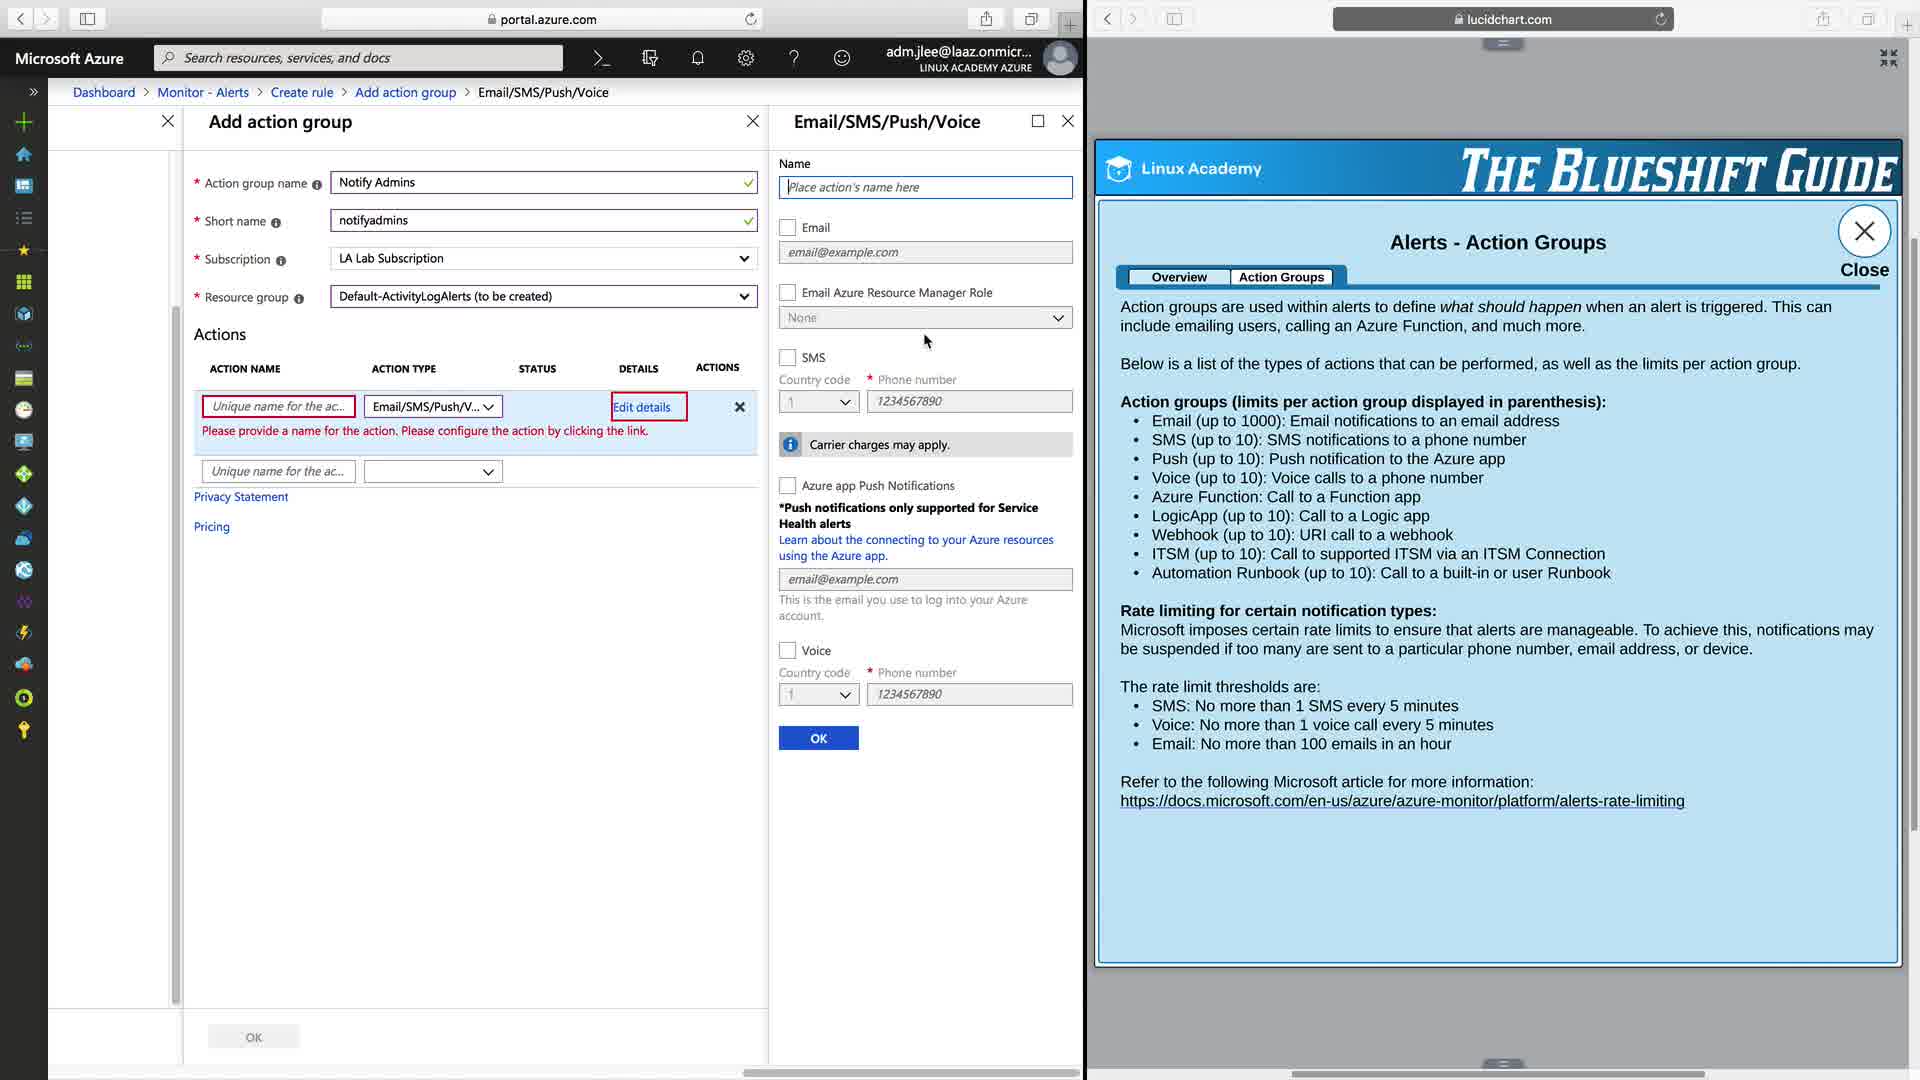 portal.azure.com
Microsoft Azure
Search resources, services, and docs
adm.jlee@laaz.onmicr...
LINUX ACADEMY AZURE
Dashboard > Monitor - Alerts > Create rule > Add action group > Email/SMS/Push/Voice
Add action group
* Action group name
Notify Admins
* Short name
notifyadmins
* Subscription
LA Lab Subscription
* Resource group
Default-ActivityLogAlerts (to be created)
Actions
ACTION NAME ACTION TYPE STATUS DETAILS ACTIONS
Unique name for the ac... Email/SMS/Push/V... Edit details
Please provide a name for the action. Please configure the action by clicking the link.
Unique name for the ac...
Privacy Statement
Pricing
OK
Email/SMS/Push/Voice
Name
Place action's name here
Email
email@example.com
Email Azure Resource Manager Role
None
SMS
Country code * Phone number
1 1234567890
Carrier charges may apply.
Azure app Push Notifications
*Push notifications only supported for Service
Health alerts
Learn about the connecting to your Azure resources
using the Azure app.
email@example.com
This is the email you use to log into your Azure
account.
Voice
Country code * Phone number
1 1234567890
OK
lucidchart.com
Linux Academy
THE BLUESHIFT GUIDE
Alerts - Action Groups
Close
Overview Action Groups
Action groups are used within alerts to define what should happen when an alert is triggered. This can
include emailing users, calling an Azure Function, and much more.
Below is a list of the types of actions that can be performed, as well as the limits per action group.
Action groups (limits per action group displayed in parenthesis):
• Email (up to 1000): Email notifications to an email address
• SMS (up to 10): SMS notifications to a phone number
• Push (up to 10): Push notification to the Azure app
• Voice (up to 10): Voice calls to a phone number
• Azure Function: Call to a Function app
• LogicApp (up to 10): Call to a Logic app
• Webhook (up to 10): URI call to a webhook
• ITSM (up to 10): Call to supported ITSM via an ITSM Connection
• Automation Runbook (up to 10): Call to a built-in or user Runbook
Rate limiting for certain notification types:
Microsoft imposes certain rate limits to ensure that alerts are manageable. To achieve this, notifications may
be suspended if too many are sent to a particular phone number, email address, or device.
The rate limit thresholds are:
• SMS: No more than 1 SMS every 5 minutes
• Voice: No more than 1 voice call every 5 minutes
• Email: No more than 100 emails in an hour
Refer to the following Microsoft article for more information:
https://docs.microsoft.com/en-us/azure/azure-monitor/platform/alerts-rate-limiting